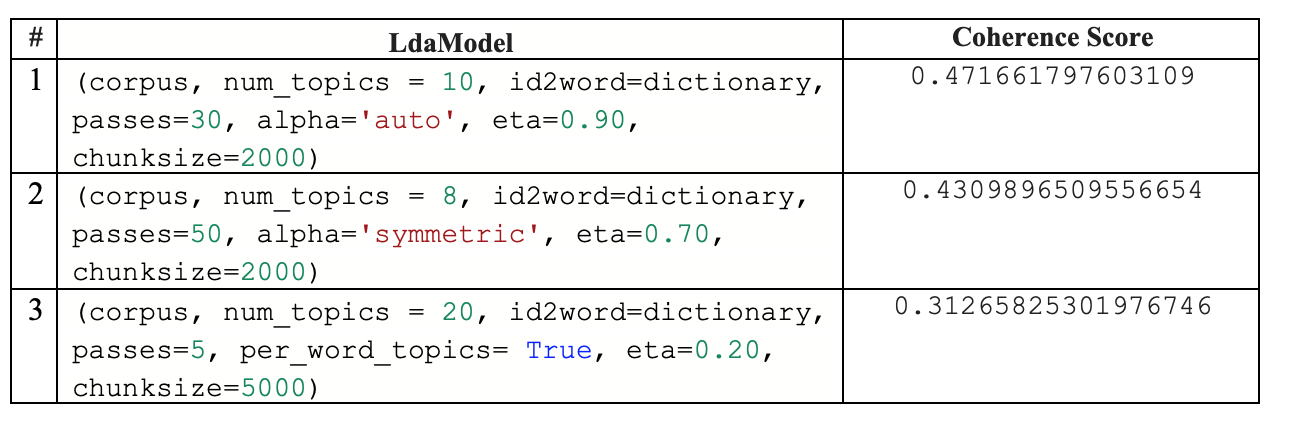 # LdaModel Coherence Score
1 (corpus, num_topics = 10, id2word=dictionary, 0.471661797603109
passes=30, alpha='auto', eta=0.90,
chunksize=2000)
2 (corpus, num_topics = 8, id2word=dictionary, 0.4309896509556654
passes=50, alpha='symmetric', eta=0.70,
chunksize=2000)
3 (corpus, num_topics = 20, id2word=dictionary, 0.31265825301976746
passes=5, per_word_topics= True, eta=0.20,
chunksize=5000)